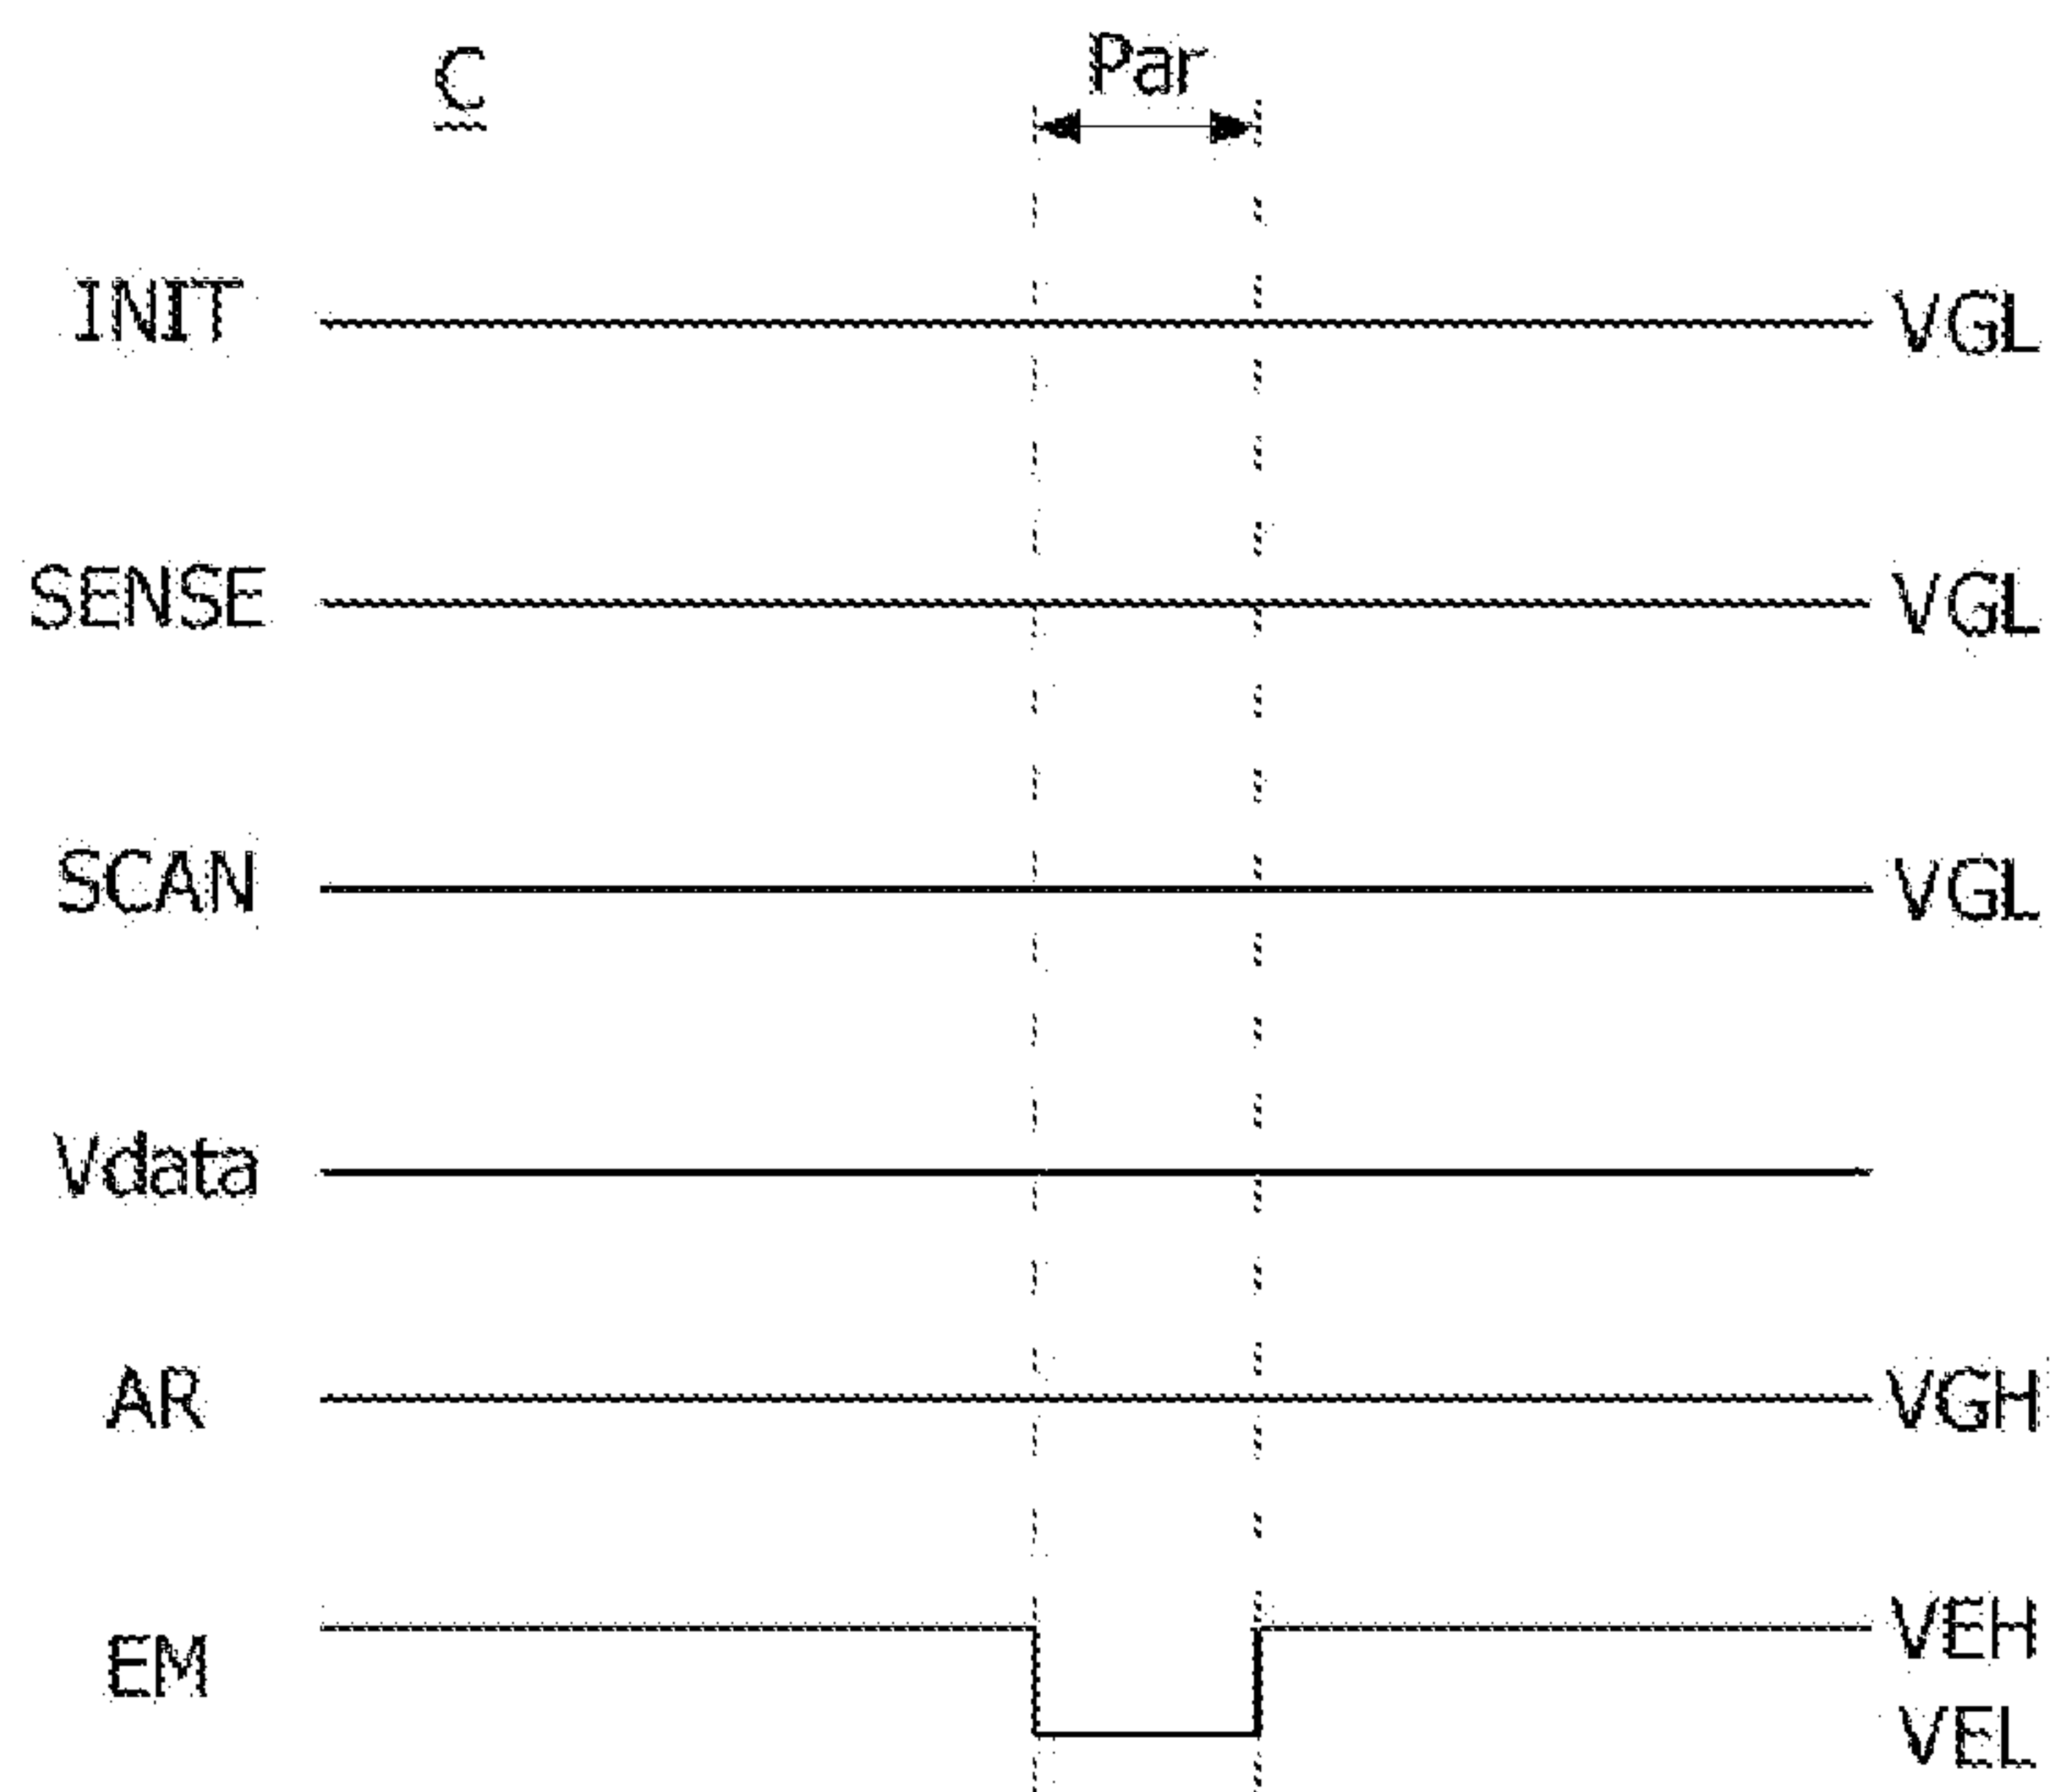 C
Par
INIT VGL
SENSE VGL
SCAN VGL
Vdata
AR VGH
EM VEH
VEL